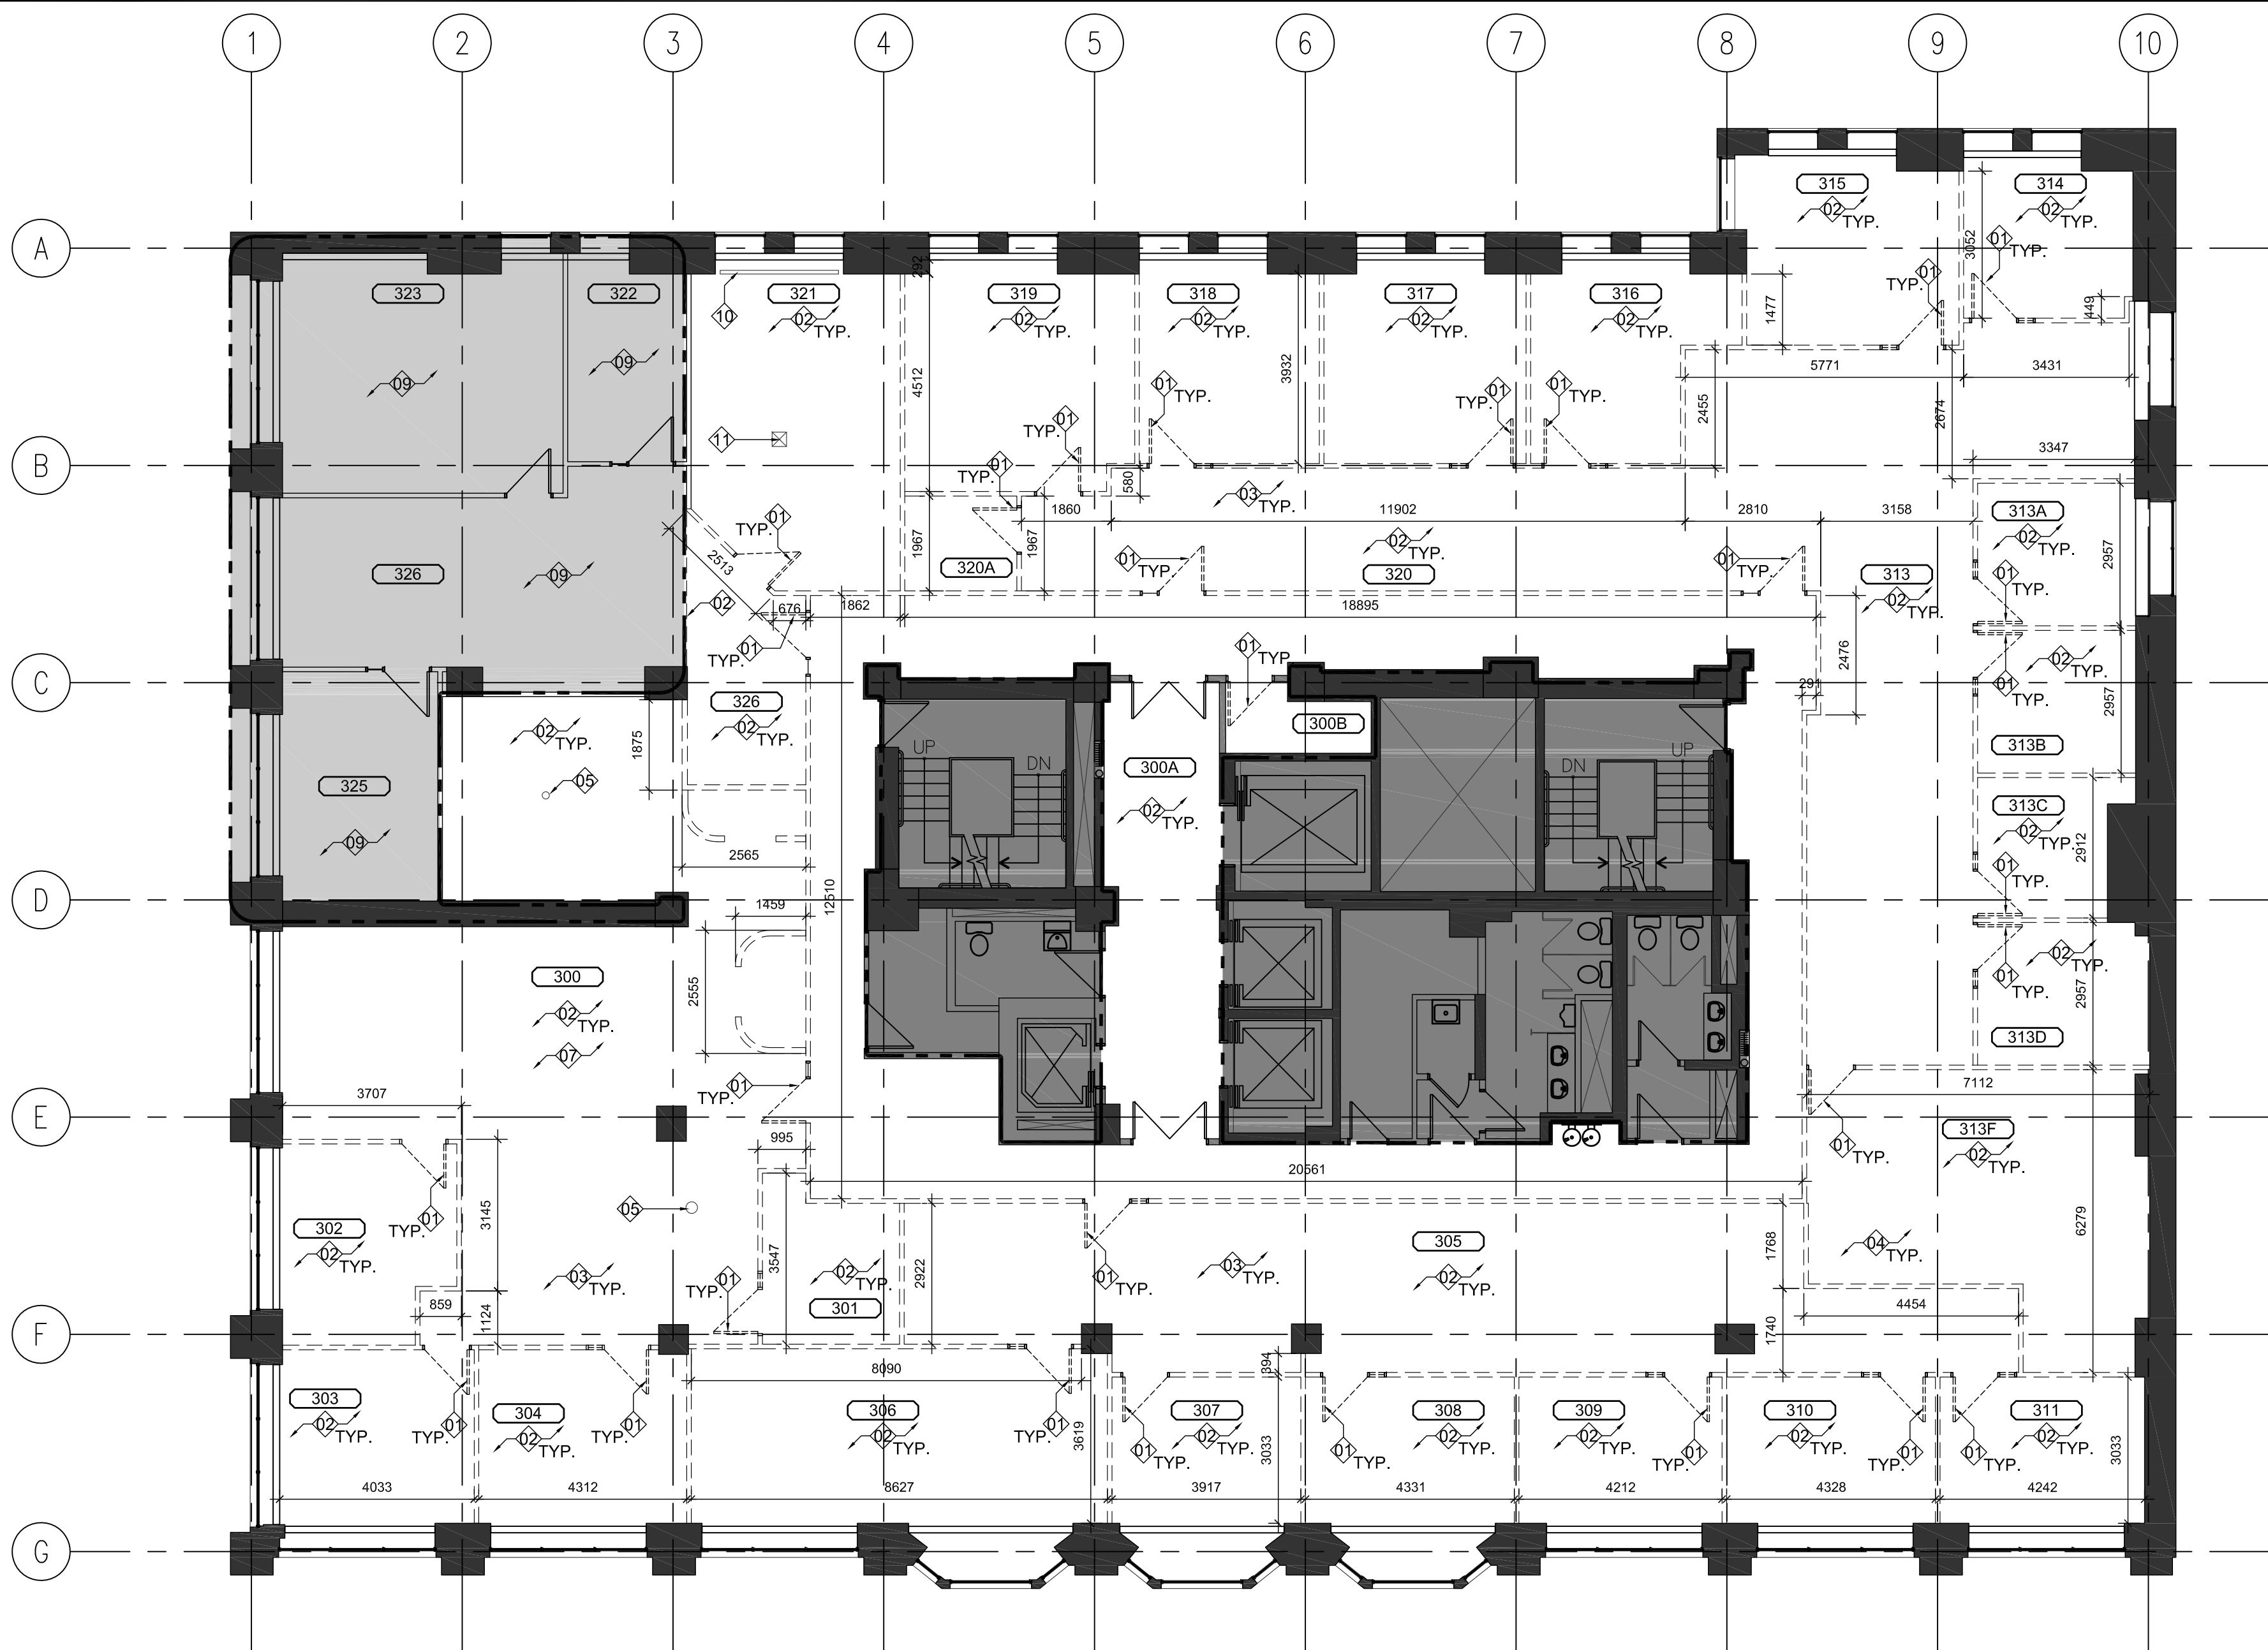 1 2 3 4 5 6 7 8 9 10
315 314
02 TYP. 02 TYP.
01 TYP.
3052
A
01 TYP.
292
323 322 321 319 318 317 316
449
1477
10 02 TYP. 02 TYP. 02 TYP. 02 TYP. 02 TYP.
09
09
4512
3932
5771 3431
01 TYP. 01 TYP. 01 TYP.
2455
2674
11
01 TYP.
B
3347
01 TYP.
580
03 TYP.
1860 11902 2810 3158
313A
01 TYP.
02 TYP.
1967
1967
2957
2513
02 TYP.
01 TYP.
01 TYP.
326
09
320A
320
313
01 TYP.
02
676 1862 18895
02 TYP.
01 TYP.
01 TYP.
2476
02 TYP.
C
291
01 TYP.
326
02 TYP.
2957
02 TYP.
300B
1875
UP DN
UP DN
313B
300A
325
05
02 TYP.
313C
02 TYP.
09
2912
2565
01 TYP.
D
1459
12510
02 TYP.
300
2555
01 TYP.
2957
02 TYP.
313D
07
01 TYP.
3707
7112
E
995
01 TYP.
313F
02 TYP.
20561
3145
05
01 TYP.
302
02 TYP.
3547
2922
305
1768
6279
04 TYP.
03 TYP.
02 TYP.
03 TYP.
02 TYP.
01 TYP.
01 TYP.
301
859
1124
4454
F
1740
394
8090
303 304 306 307 308 309 310 311
02 TYP. 01 TYP. 02 TYP. 01 TYP. 02 TYP. 01 TYP. 02 TYP. 02 TYP. 02 TYP. 02 TYP. 02 TYP.
3619
3033
01 TYP. 01 TYP. 01 TYP. 01 TYP. 01 TYP.
3033
4033 4312 8627 3917 4331 4212 4328 4242
G